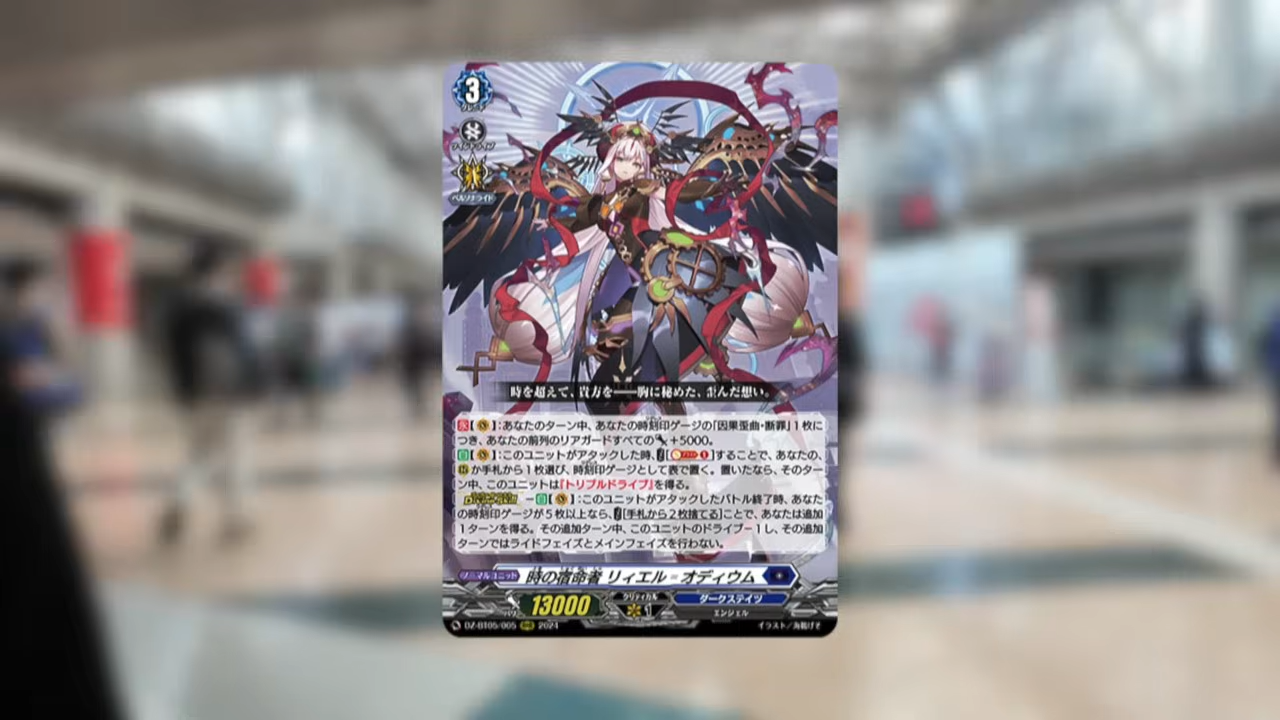 3
グレード
ツインドライブ
ペルソナライド
時を超えて、貴方を――胸に秘めた、歪んだ想い。
永【 】：あなたのターン中、あなたの時刻印ゲージの「因果歪曲・断罪」1枚に
つき、あなたの前列のリアガードすべての +5000。
自【 】：このユニットがアタックした時、[ 1]することで、あなたの、
か手札から1枚選び、時刻印ゲージとして表で置く。置いたなら、そのター
ン中、このユニットは『トリプルドライブ』を得る。
－自【 】：このユニットがアタックしたバトル終了時、あなた
の時刻印ゲージが5枚以上なら、[手札から2枚捨てる]ことで、あなたは追加
1ターンを得る。その追加ターン中、このユニットのドライブ－1し、その追加
ターンではライドフェイズとメインフェイズを行わない。
ノーマルユニット 時の宿命者 リィエル＝オディウム
パワー 13000 クリティカル 1 ダークステイツ
エンジェル
DZ-BT05/005 RRR 2024 イラスト／海鵜げそ